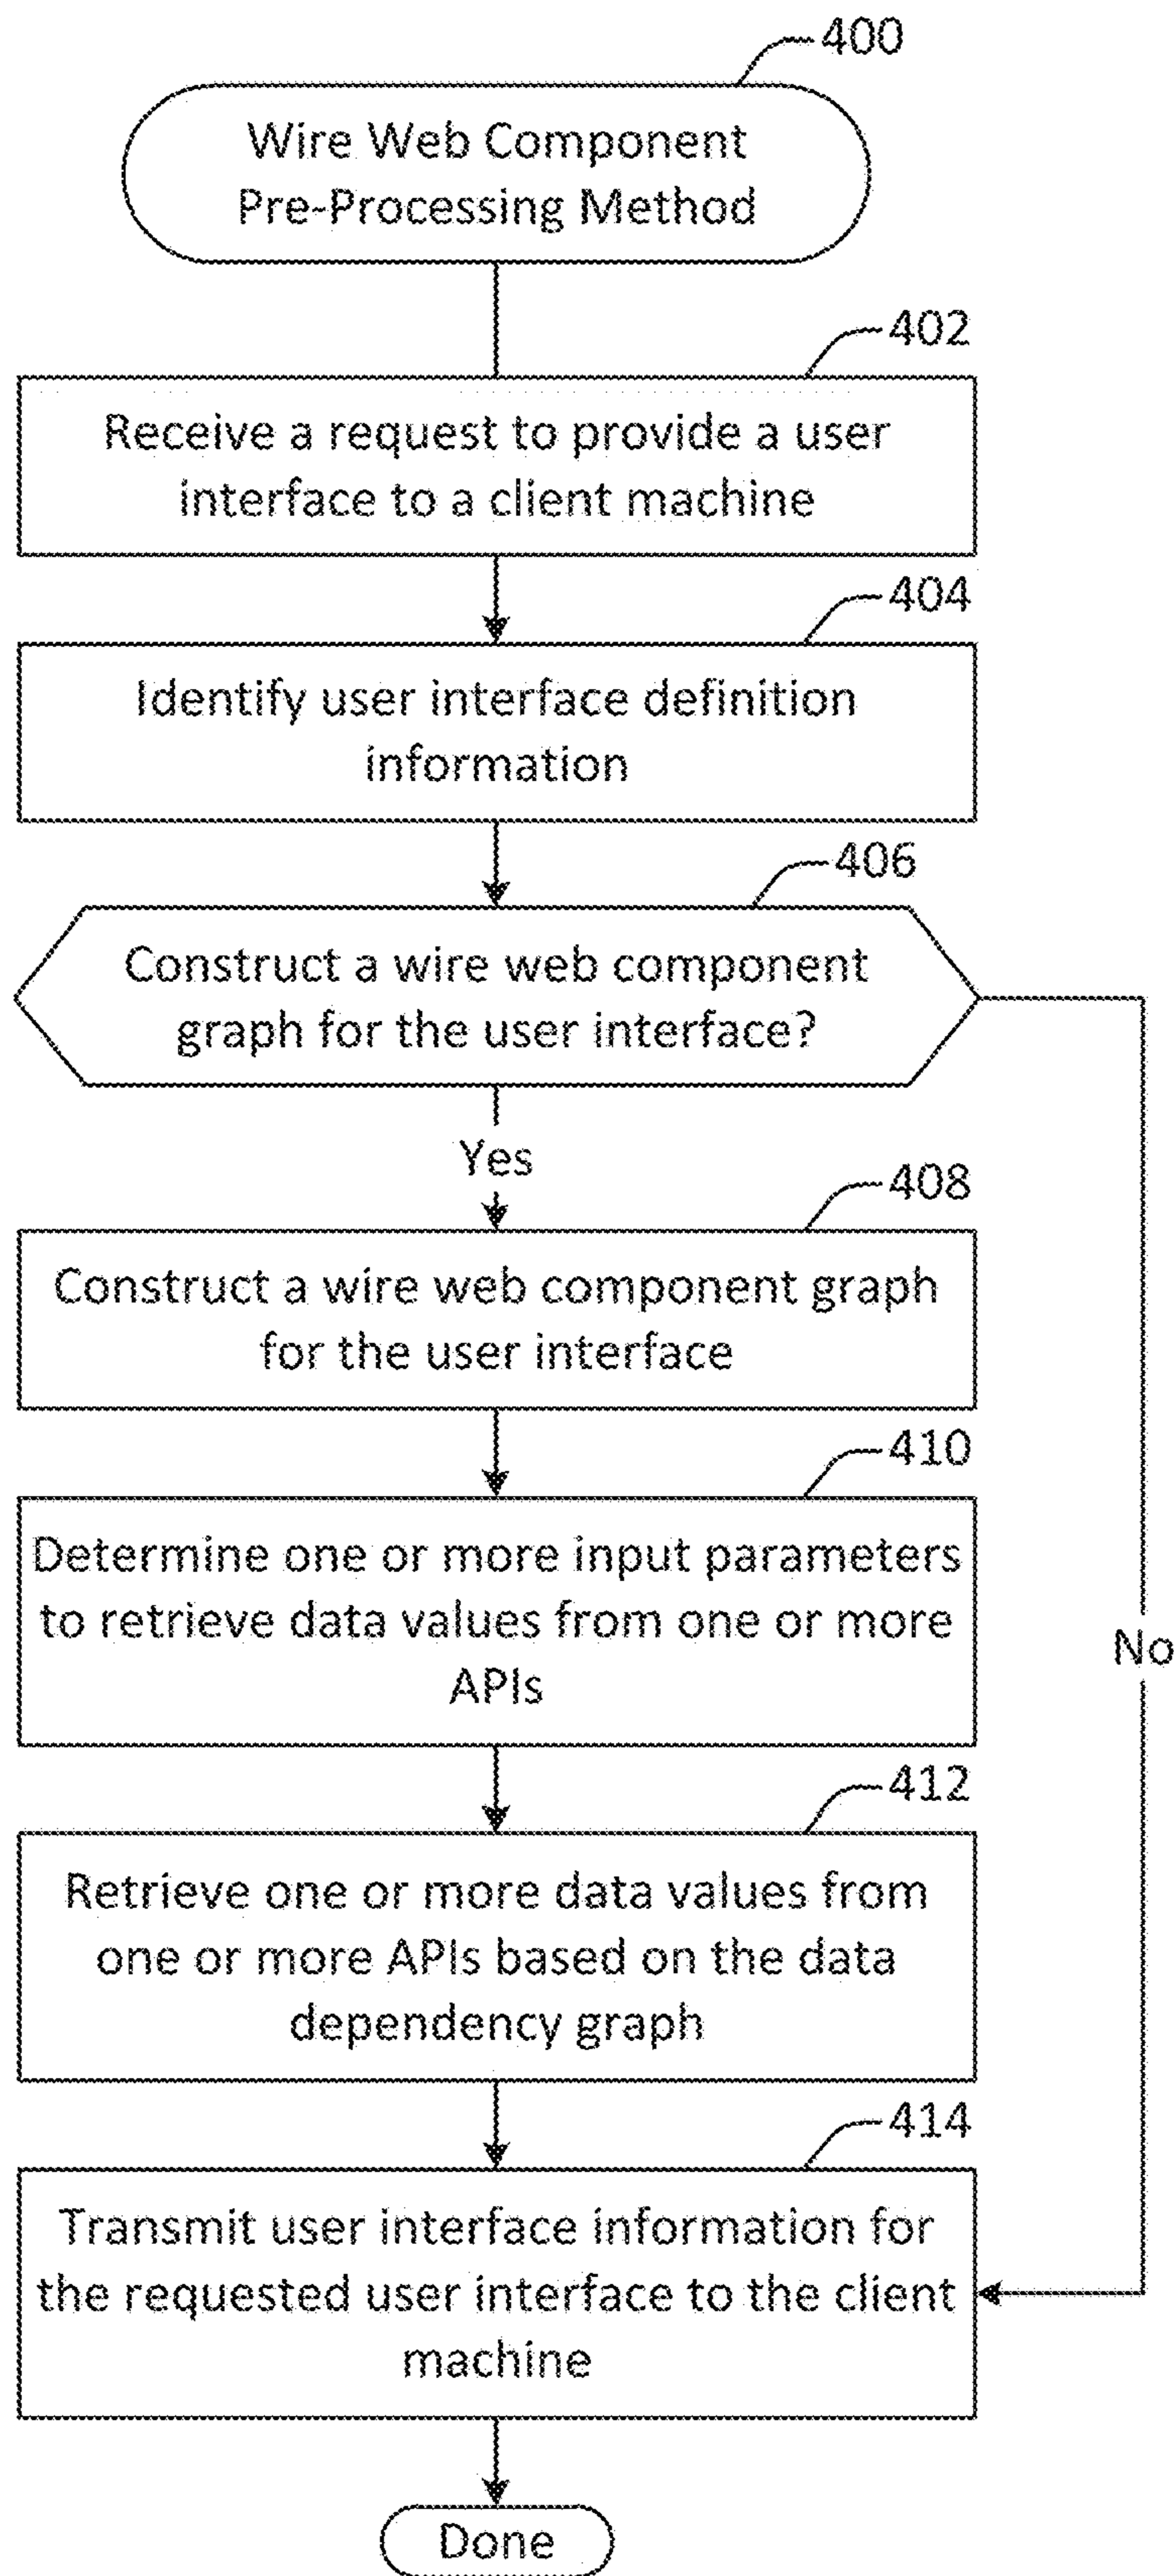 400
Wire Web Component
Pre-Processing Method
402
Receive a request to provide a user
interface to a client machine
404
Identify user interface definition
information
406
Construct a wire web component
graph for the user interface?
Yes
408
Construct a wire web component graph
for the user interface
410
Determine one or more input parameters
to retrieve data values from one or more
APIs
No
412
Retrieve one or more data values from
one or more APIs based on the data
dependency graph
414
Transmit user interface information for
the requested user interface to the client
machine
Done